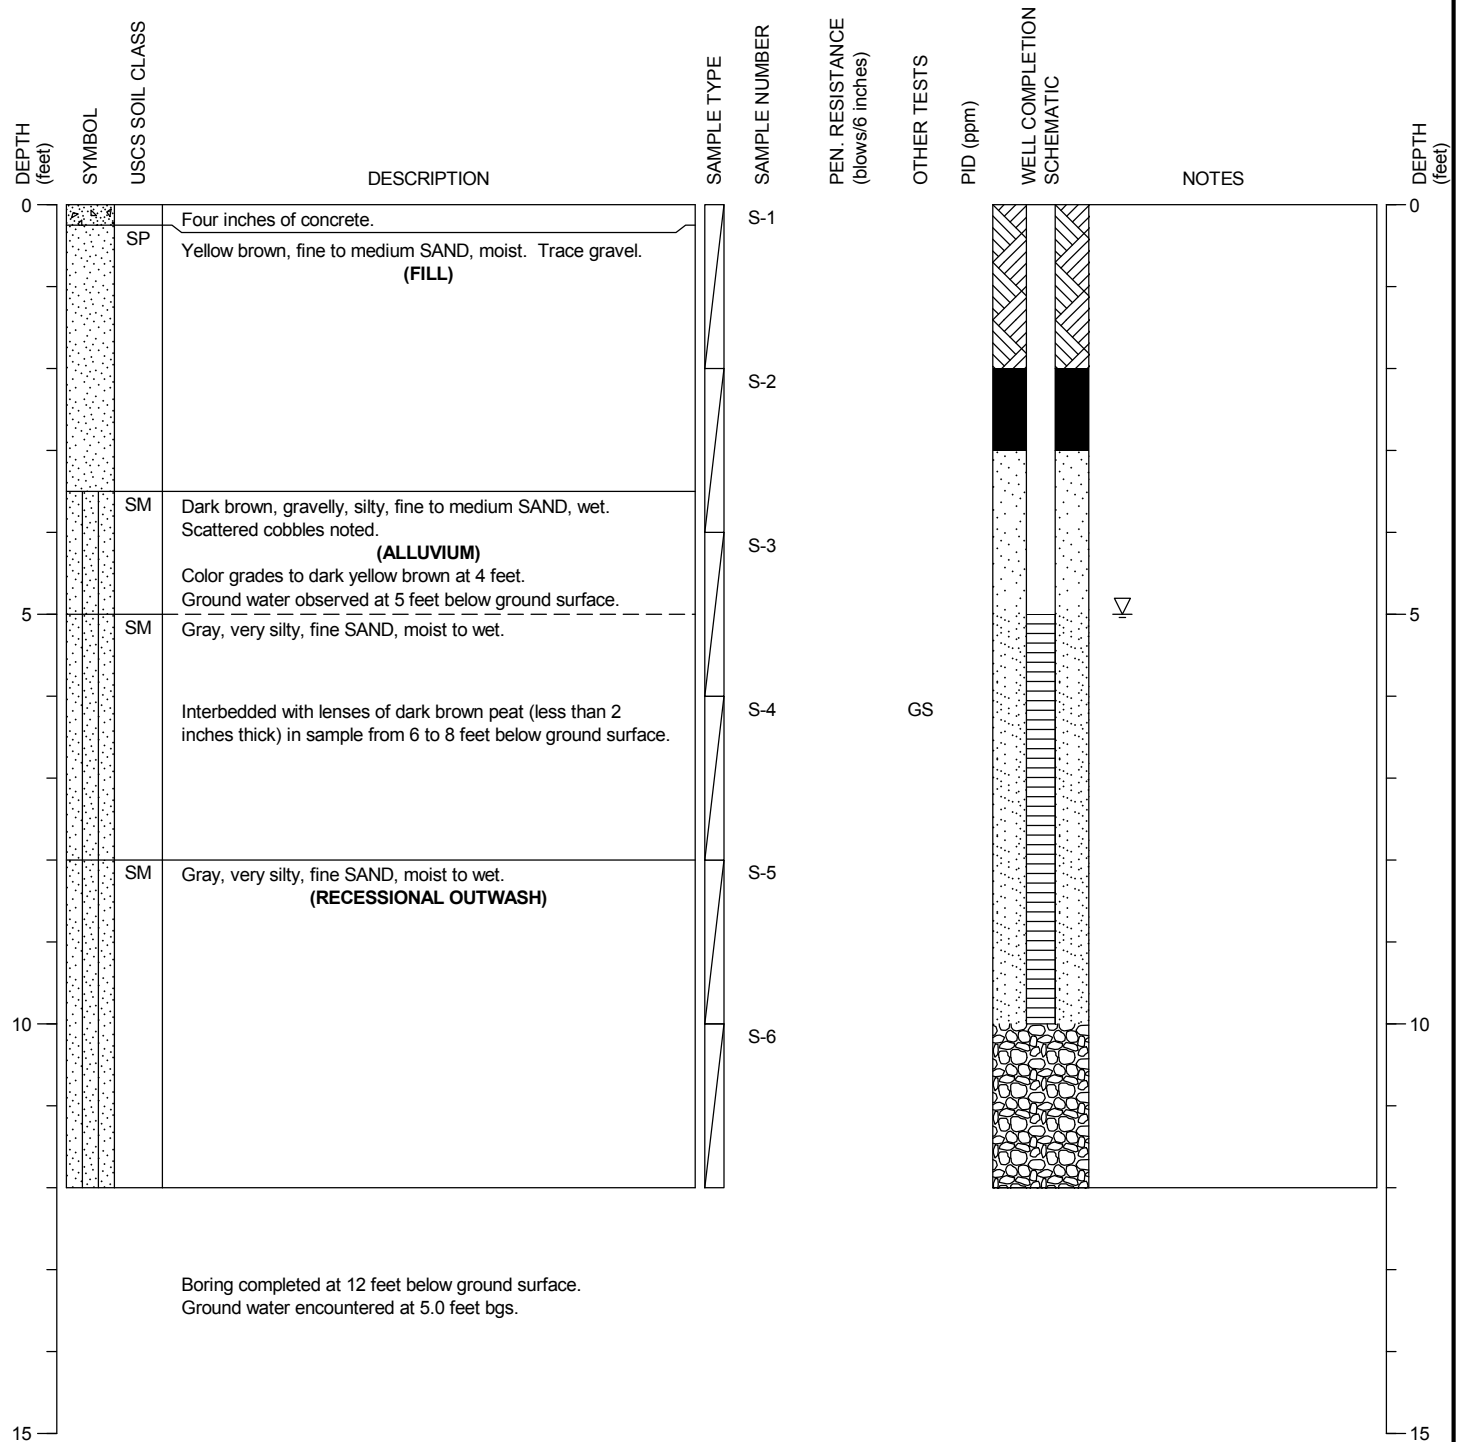 DEPTH
(feet)
SYMBOL
USCS SOIL CLASS
DESCRIPTION
SAMPLE TYPE
SAMPLE NUMBER
PEN. RESISTANCE
(blows/6 inches)
OTHER TESTS
PID (ppm)
WELL COMPLETION
SCHEMATIC
NOTES
DEPTH
(feet)
0
Four inches of concrete.
S-1
0
SP
Yellow brown, fine to medium SAND, moist. Trace gravel.
(FILL)
S-2
SM
Dark brown, gravelly, silty, fine to medium SAND, wet.
Scattered cobbles noted.
(ALLUVIUM)
S-3
Color grades to dark yellow brown at 4 feet.
Ground water observed at 5 feet below ground surface.
5
5
SM
Gray, very silty, fine SAND, moist to wet.
Interbedded with lenses of dark brown peat (less than 2
inches thick) in sample from 6 to 8 feet below ground surface.
S-4
GS
SM
Gray, very silty, fine SAND, moist to wet.
(RECESSIONAL OUTWASH)
S-5
10
10
S-6
Boring completed at 12 feet below ground surface.
Ground water encountered at 5.0 feet bgs.
15
15